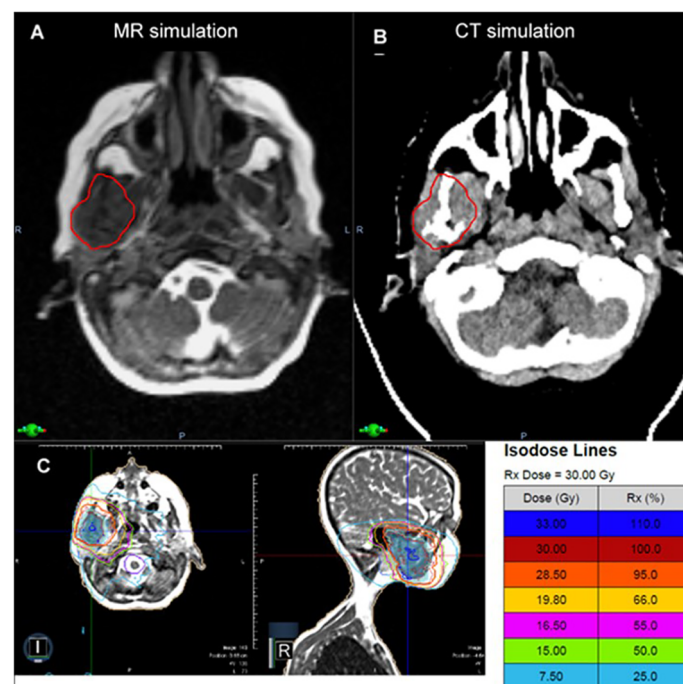 A MR simulation
B CT simulation
R
L
R
L
P
P
C
A
R
L
P
I
R
Isodose Lines
Rx Dose = 30.00 Gy
Dose (Gy) Rx (%)
33.00 110.0
30.00 100.0
28.50 95.0
19.80 66.0
16.50 55.0
15.00 50.0
7.50 25.0